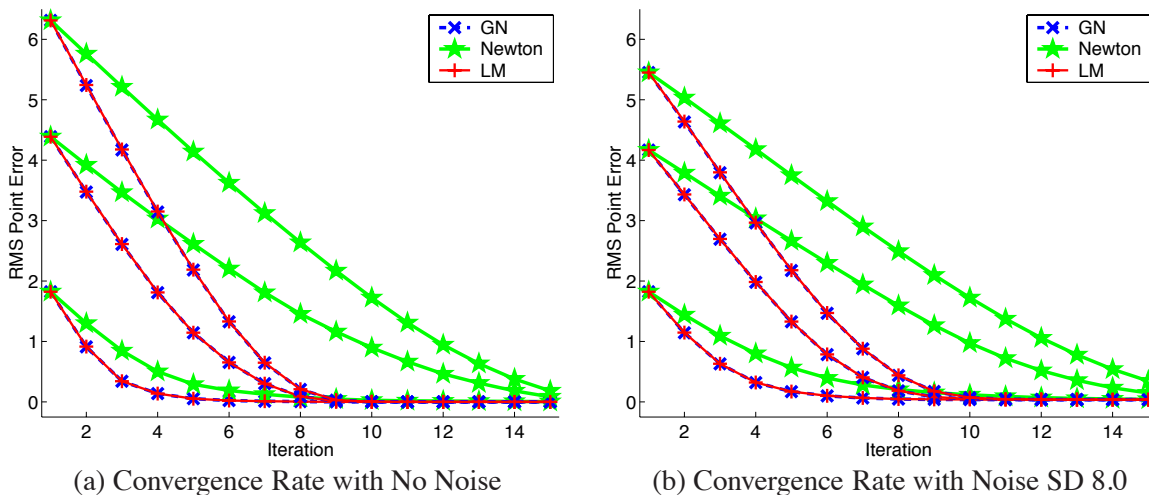 GN
Newton
LM
RMS Point Error
6
5
4
3
2
1
0
2 4 6 8 10 12 14
Iteration
(a) Convergence Rate with No Noise
GN
Newton
LM
RMS Point Error
6
5
4
3
2
1
0
2 4 6 8 10 12 14
Iteration
(b) Convergence Rate with Noise SD 8.0